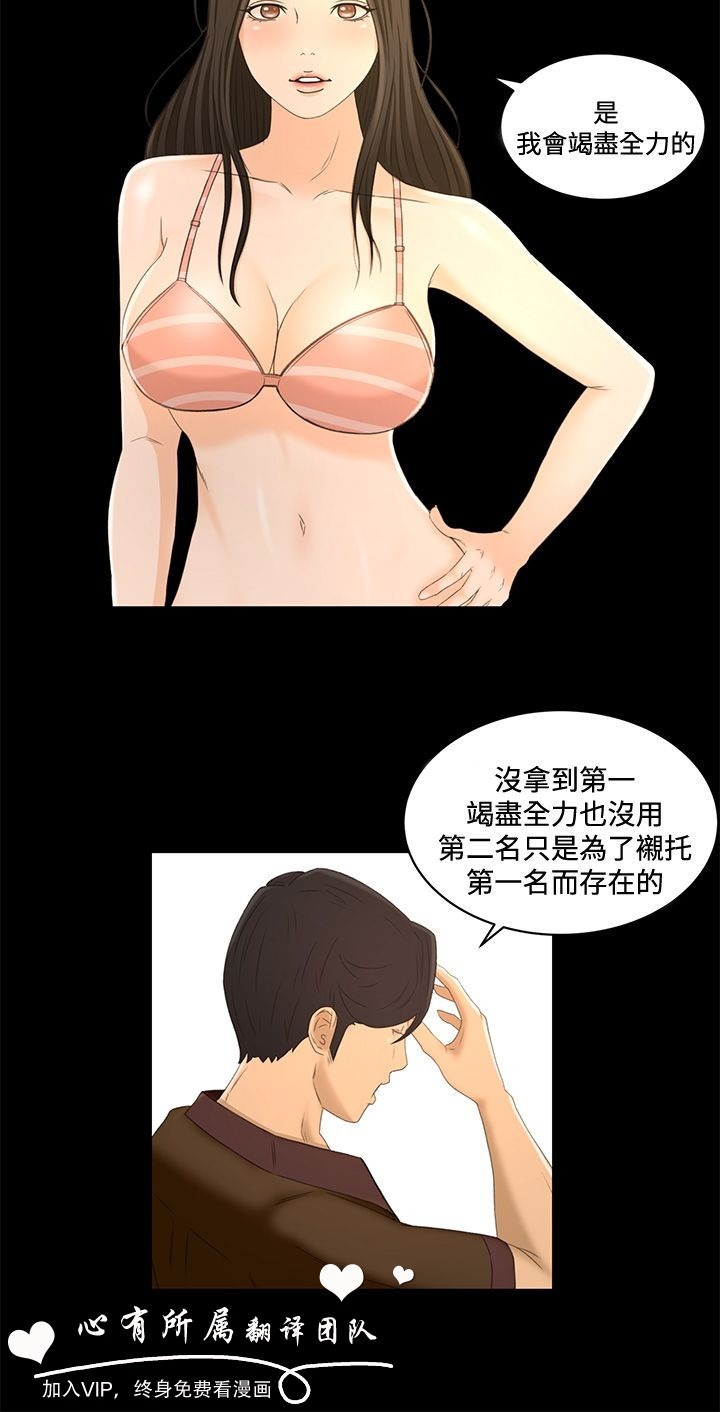 是
我會竭盡全力的
沒拿到第一
竭盡全力也沒用
第二名只是為了襯托
第一名而存在的
心有所属翻译团队
加入VIP，终身免费看漫画